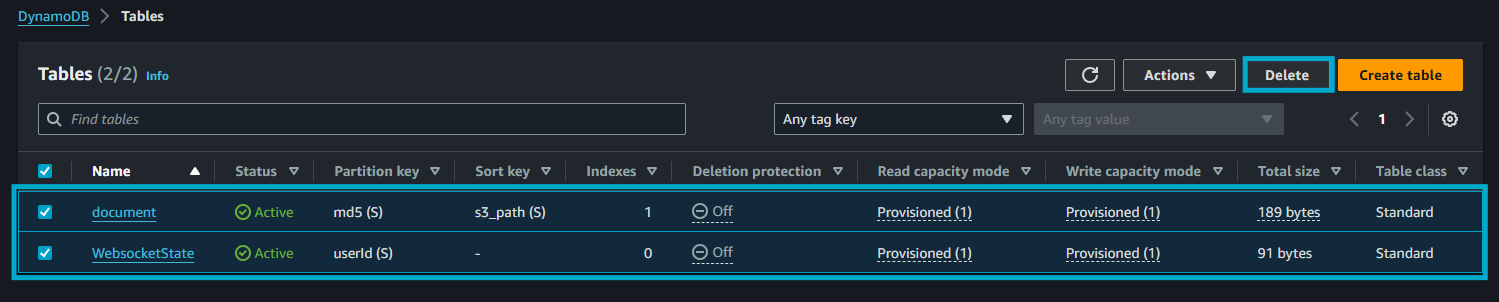 DynamoDB > Tables
Tables (2/2) Info Actions Delete Create table
Find tables Any tag key Any tag value 1
Name Status Partition key Sort key Indexes Deletion protection Read capacity mode Write capacity mode Total size Table class
document Active md5 (S) s3_path (S) 1 Off Provisioned (1) Provisioned (1) 189 bytes Standard
WebsocketState Active userId (S) - 0 Off Provisioned (1) Provisioned (1) 91 bytes Standard